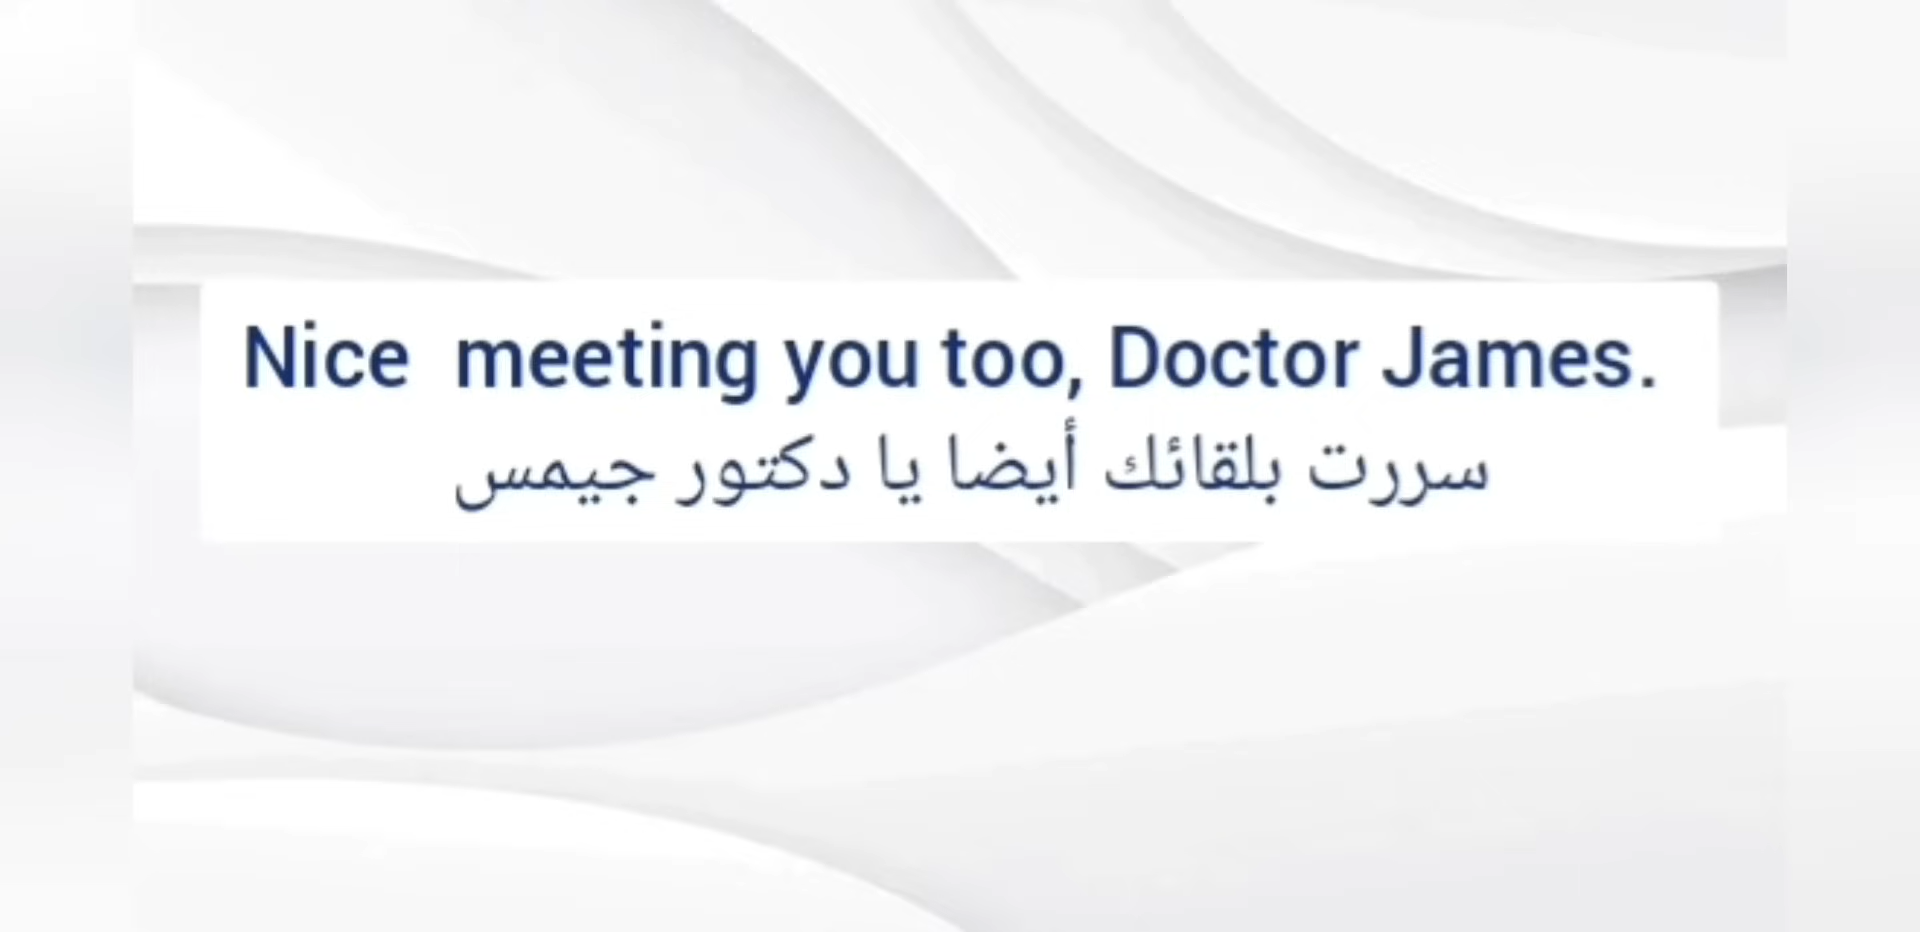 Nice  meeting you too, Doctor James.
سررت بلقائك أيضا يا دكتور جيمس